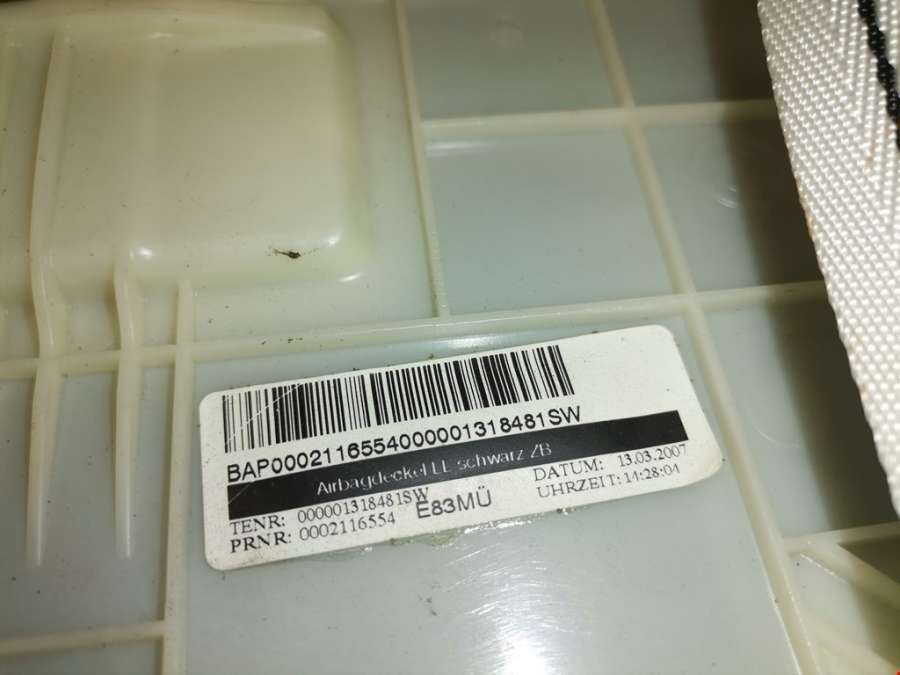 BAP0002116554000001318481SW
Airbagdeckel LL schwarz ZB
TENR: 000001318481SW
PRNR: 0002116554
E83MÜ
DATUM: 13.03.2007
UHRZEIT: 14:28:04